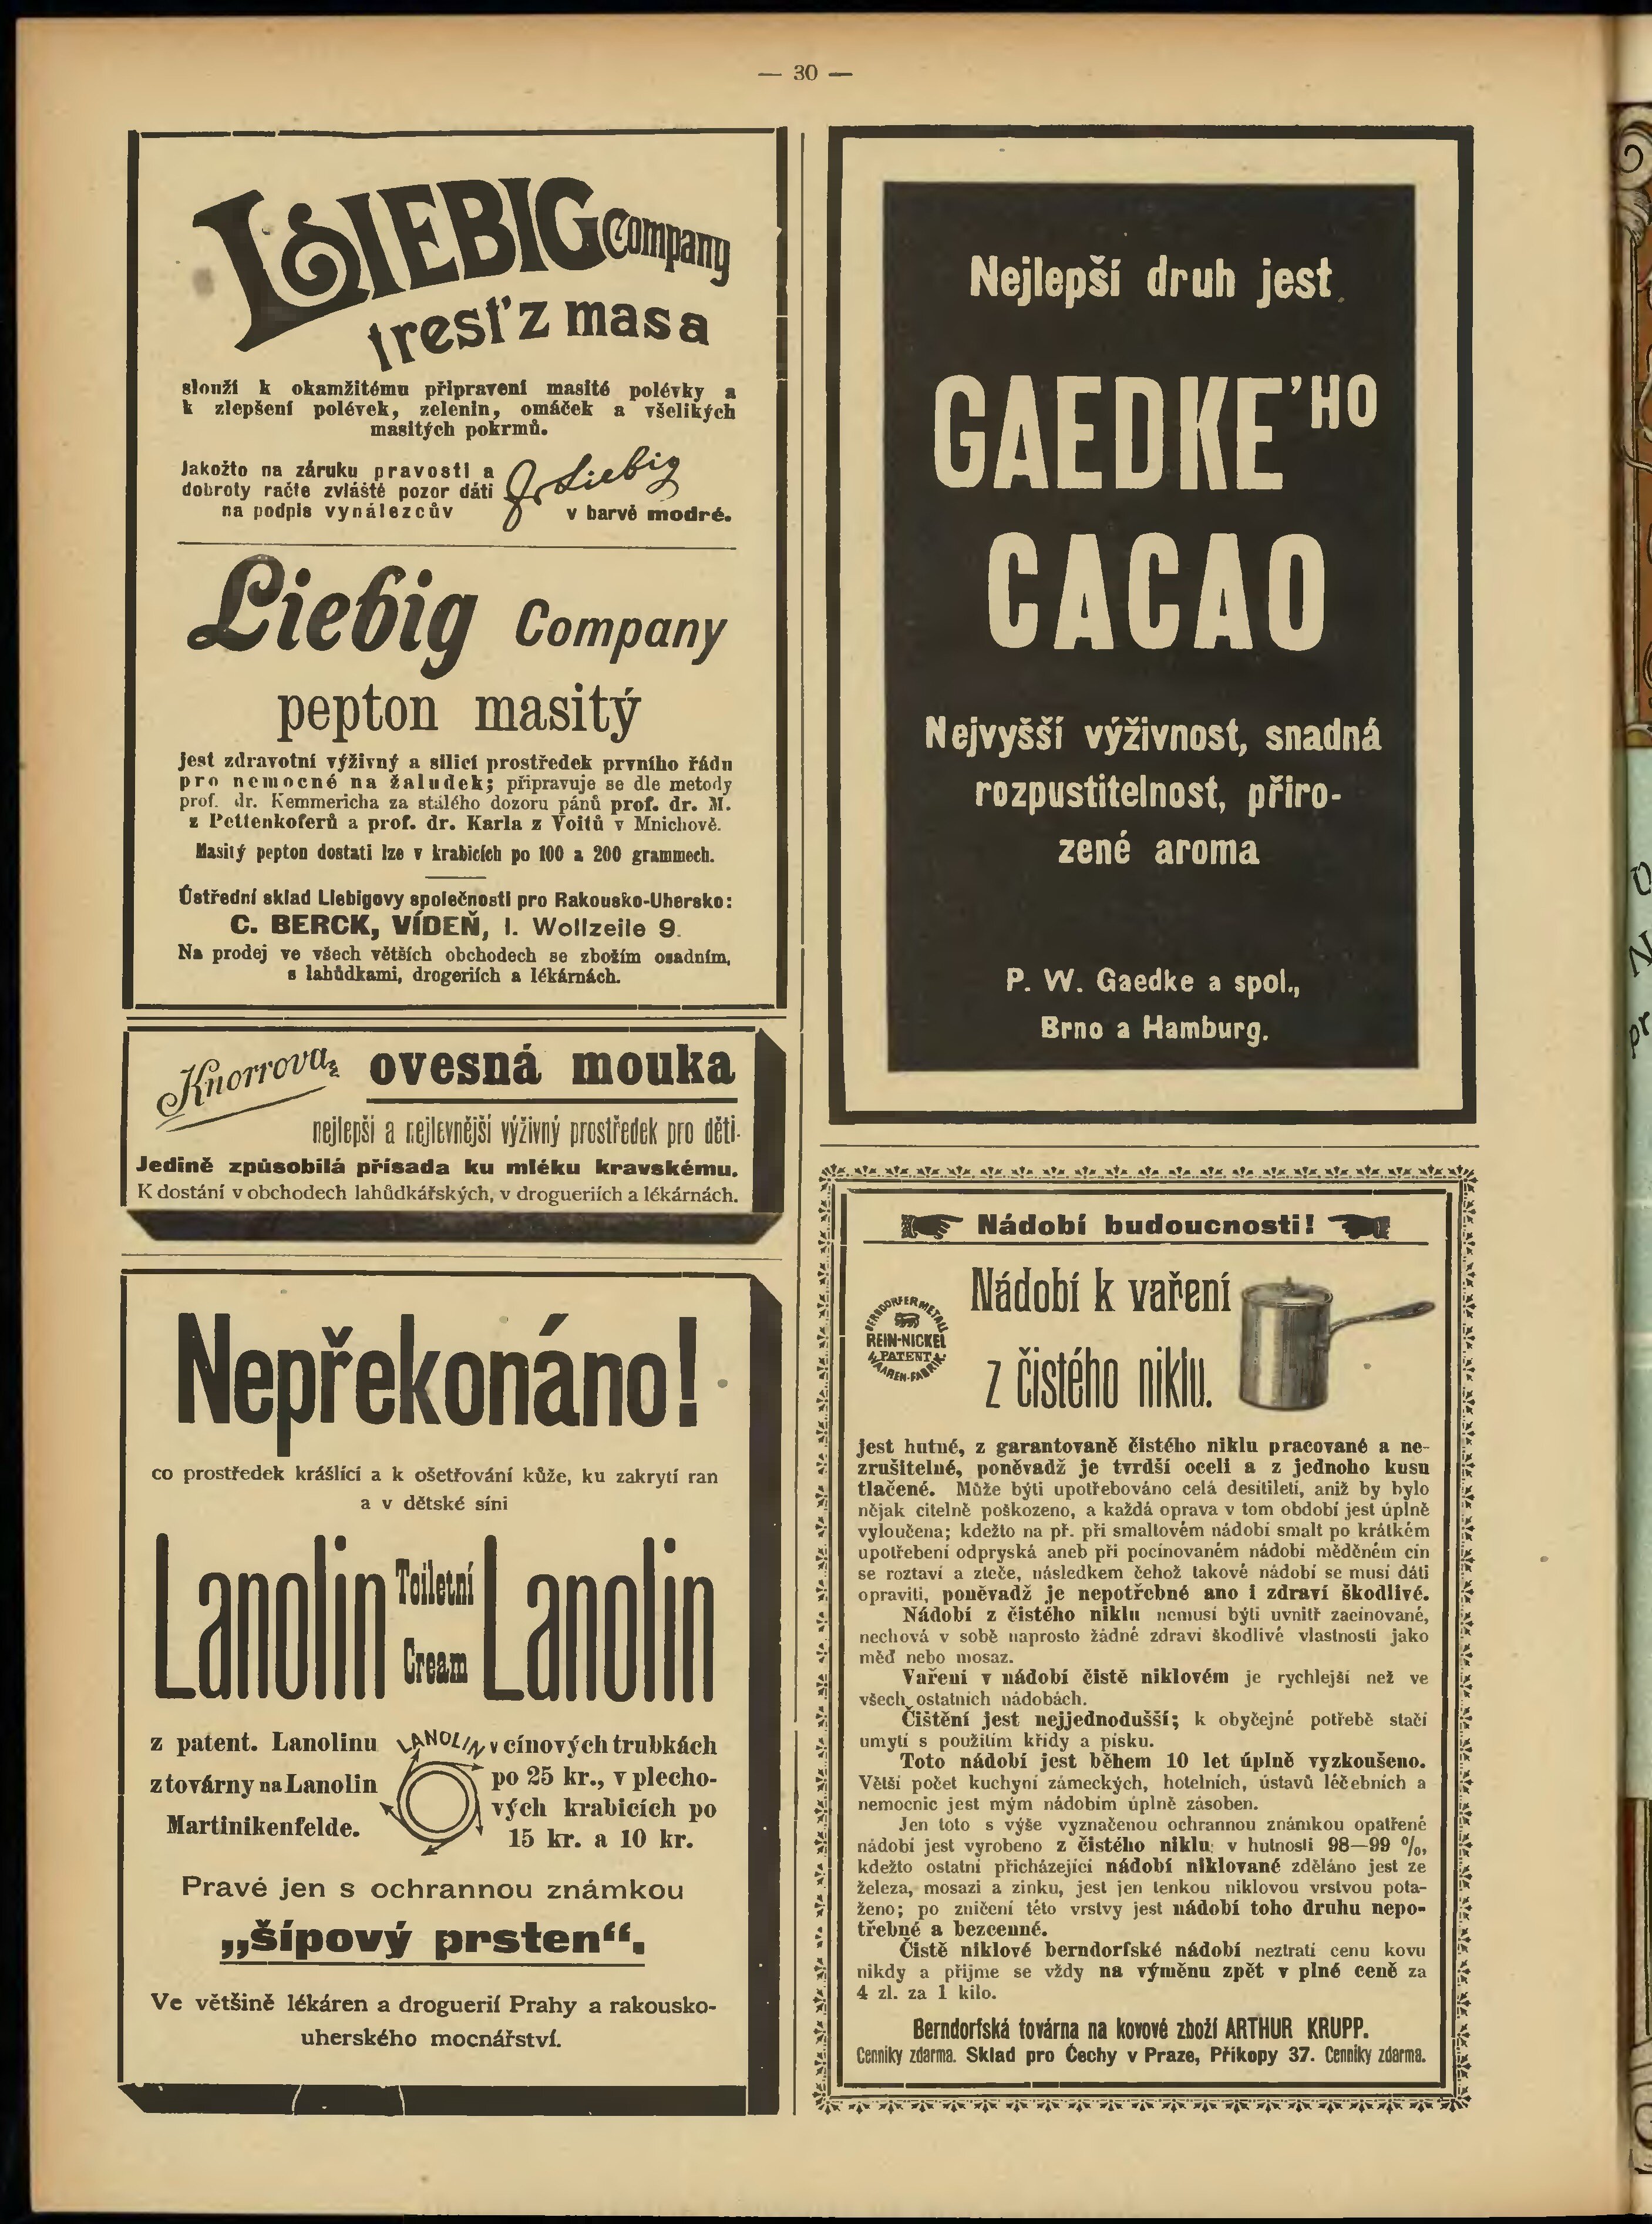 — 30 —
LIEBIG Company
tresť z masa
slouží k okamžitému připravení masité polévky a
k zlepšení polévek, zelenin, omáček a všelikých
masitých pokrmů.
Jakožto na záruku pravosti a
dobroty račte zvláště pozor dáti
na podpis vynálezcův
J. Liebig
v barvě modré.
Liebig Company
pepton masitý
jest zdravotní výživný a sílící prostředek prvního řádu
pro nemocné na žaludek; připravuje se dle metody
prof. dr. Kemmericha za stálého dozoru pánů prof. dr. M.
z Pettenkoferů a prof. dr. Karla z Voitů v Mnichově.
Masitý pepton dostati lze v krabicích po 100 a 200 grammech.
Ústřední sklad Liebigovy společnosti pro Rakousko-Uhersko:
C. BERCK, VÍDEŇ, I. Wollzeile 9.
Na prodej ve všech větších obchodech se zbožím osadním,
s lahůdkami, drogeriích a lékárnách.
Knorrova ovesná mouka
nejlepší a nejlevnější výživný prostředek pro děti.
Jedině způsobilá přísada ku mléku kravskému.
K dostání v obchodech lahůdkářských, v drogueriích a lékárnách.
Nepřekonáno!
co prostředek krášlící a k ošetřování kůže, ku zakrytí ran
a v dětské síni
Lanolin Toiletní Cream Lanolin
z patent. Lanolinu
z továrny na Lanolin
Martinikenfelde.
LANOLIN
v cínových trubkách
po 25 kr., v plecho-
vých krabicích po
15 kr. a 10 kr.
Pravé jen s ochrannou známkou
„šípový prsten“.
Ve většině lékáren a droguerií Prahy a rakousko-
uherského mocnářství.
Nejlepší druh jest
GAEDKE’HO
CACAO
Nejvyšší výživnost, snadná
rozpustitelnost, přiro-
zené aroma
P. W. Gaedke a spol.,
Brno a Hamburg.
Nádobí budoucnosti!
Nádobí k vaření
z čistého niklu.
BERNDORFER METALL
REIN-NICKEL
PATENT
WAAREN-FABRIK
jest hutné, z garantovaně čistého niklu pracované a ne-
zrušitelné, poněvadž je tvrdší oceli a z jednoho kusu
tlačené. Může býti upotřebováno celá desítiletí, aniž by bylo
nějak citelně poškozeno, a každá oprava v tom období jest úplně
vyloučena; kdežto na př. při smaltovém nádobí smalt po krátkém
upotřebení odpryská aneb při pocínovaném nádobí měděném cín
se roztaví a zteče, následkem čehož takové nádobí se musí dáti
opraviti, poněvadž je nepotřebné ano i zdraví škodlivé.
Nádobí z čistého niklu nemusí býti uvnitř zacínované,
nechová v sobě naprosto žádné zdraví škodlivé vlastnosti jako
měď nebo mosaz.
Vaření v nádobí čistě niklovém je rychlejší než ve
všech ostatních nádobách.
Čištění jest nejjednodušší; k obyčejné potřebě stačí
umytí s použitím křídy a písku.
Toto nádobí jest během 10 let úplně vyzkoušeno.
Větší počet kuchyní zámeckých, hotelních, ústavů léčebních a
nemocnic jest mým nádobím úplně zásoben.
Jen toto s výše vyznačenou ochrannou známkou opatřené
nádobí jest vyrobeno z čistého niklu v hutnosti 98—99 %,
kdežto ostatní přicházející nádobí niklované zděláno jest ze
železa, mosazi a zinku, jest jen tenkou niklovou vrstvou pota-
ženo; po zničení této vrstvy jest nádobí toho druhu nepo-
třebné a bezcenné.
Čistě niklové berndorfské nádobí neztratí cenu kovu
nikdy a přijme se vždy na výměnu zpět v plné ceně za
4 zl. za 1 kilo.
Berndorfská továrna na kovové zboží ARTHUR KRUPP.
Cenníky zdarma. Sklad pro Čechy v Praze, Příkopy 37. Cenníky zdarma.